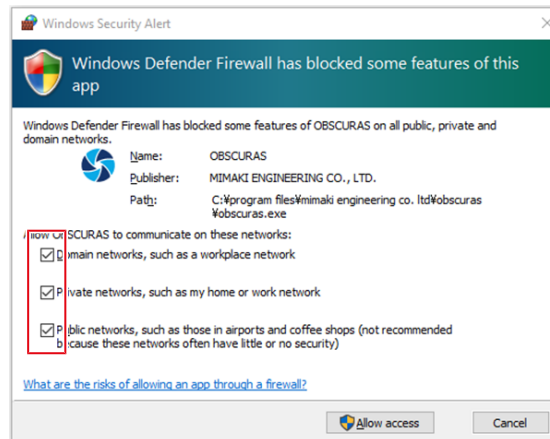 Windows Security Alert
Windows Defender Firewall has blocked some features of this
app
Windows Defender Firewall has blocked some features of OBSCURAS on all public, private and
domain networks.
Name: OBSCURAS
Publisher: MIMAKI ENGINEERING CO., LTD.
Path: C:¥program files¥mimaki engineering co. ltd¥obscuras
¥obscuras.exe
Allow OBSCURAS to communicate on these networks:
Domain networks, such as a workplace network
Private networks, such as my home or work network
Public networks, such as those in airports and coffee shops (not recommended
because these networks often have little or no security)
What are the risks of allowing an app through a firewall?
Allow access Cancel